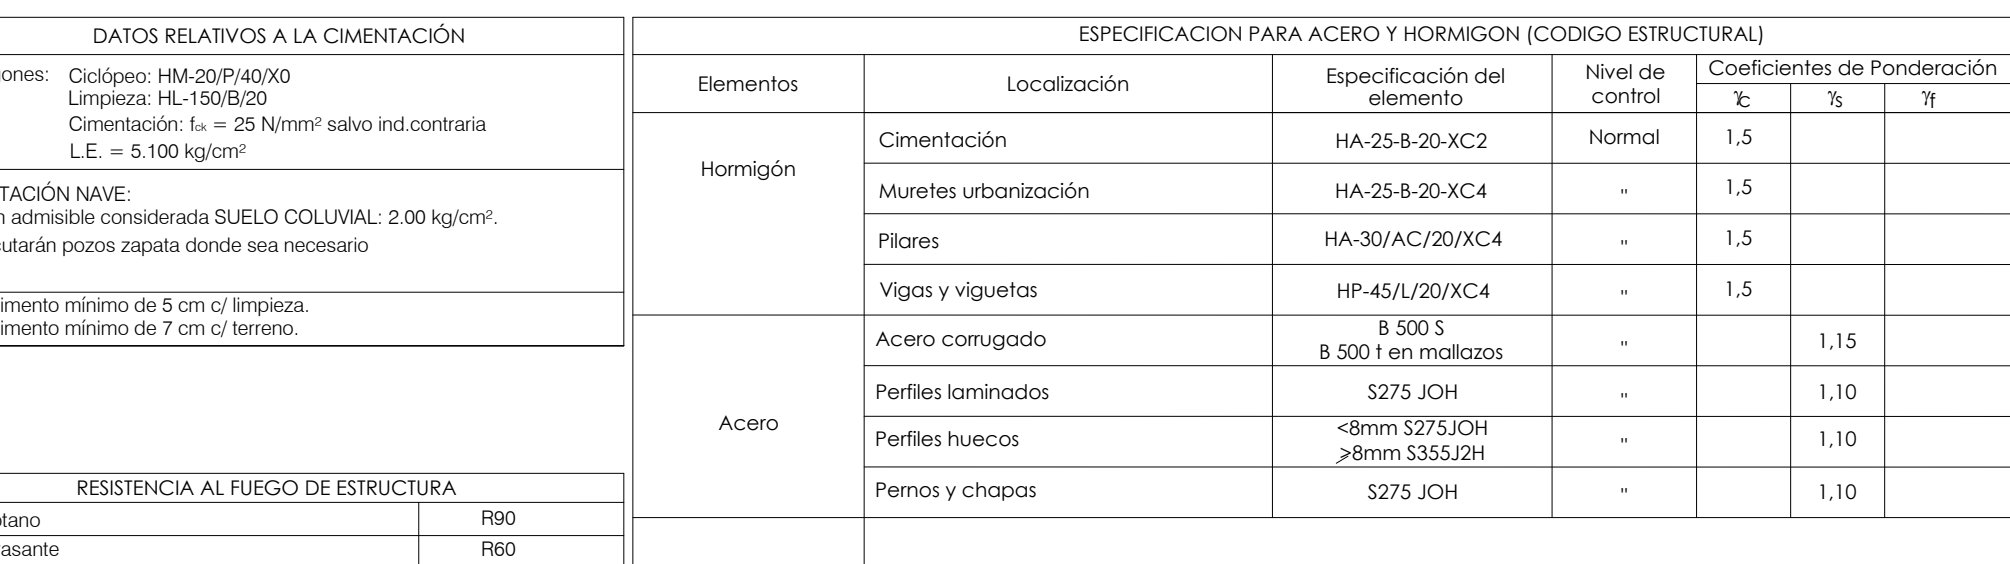 DATOS RELATIVOS A LA CIMENTACIÓN
ones: Ciclópeo: HM-20/P/40/X0
Limpieza: HL-150/B/20
Cimentación: fck = 25 N/mm² salvo ind.contraria
L.E. = 5.100 kg/cm²
TACIÓN NAVE:
n admisible considerada SUELO COLUVIAL: 2.00 kg/cm².
cutarán pozos zapata donde sea necesario
imento mínimo de 5 cm c/ limpieza.
imento mínimo de 7 cm c/ terreno.
RESISTENCIA AL FUEGO DE ESTRUCTURA
otano R90
asante R60
ESPECIFICACION PARA ACERO Y HORMIGON (CODIGO ESTRUCTURAL)
Elementos Localización Especificación del elemento Nivel de control Coeficientes de Ponderación
γc γs γf
Hormigón
Cimentación HA-25-B-20-XC2 Normal 1,5
Muretes urbanización HA-25-B-20-XC4 " 1,5
Pilares HA-30/AC/20/XC4 " 1,5
Vigas y viguetas HP-45/L/20/XC4 " 1,5
Acero
Acero corrugado B 500 S
B 500 t en mallazos " 1,15
Perfiles laminados S275 JOH " 1,10
Perfiles huecos <8mm S275JOH
⩾8mm S355J2H " 1,10
Pernos y chapas S275 JOH " 1,10